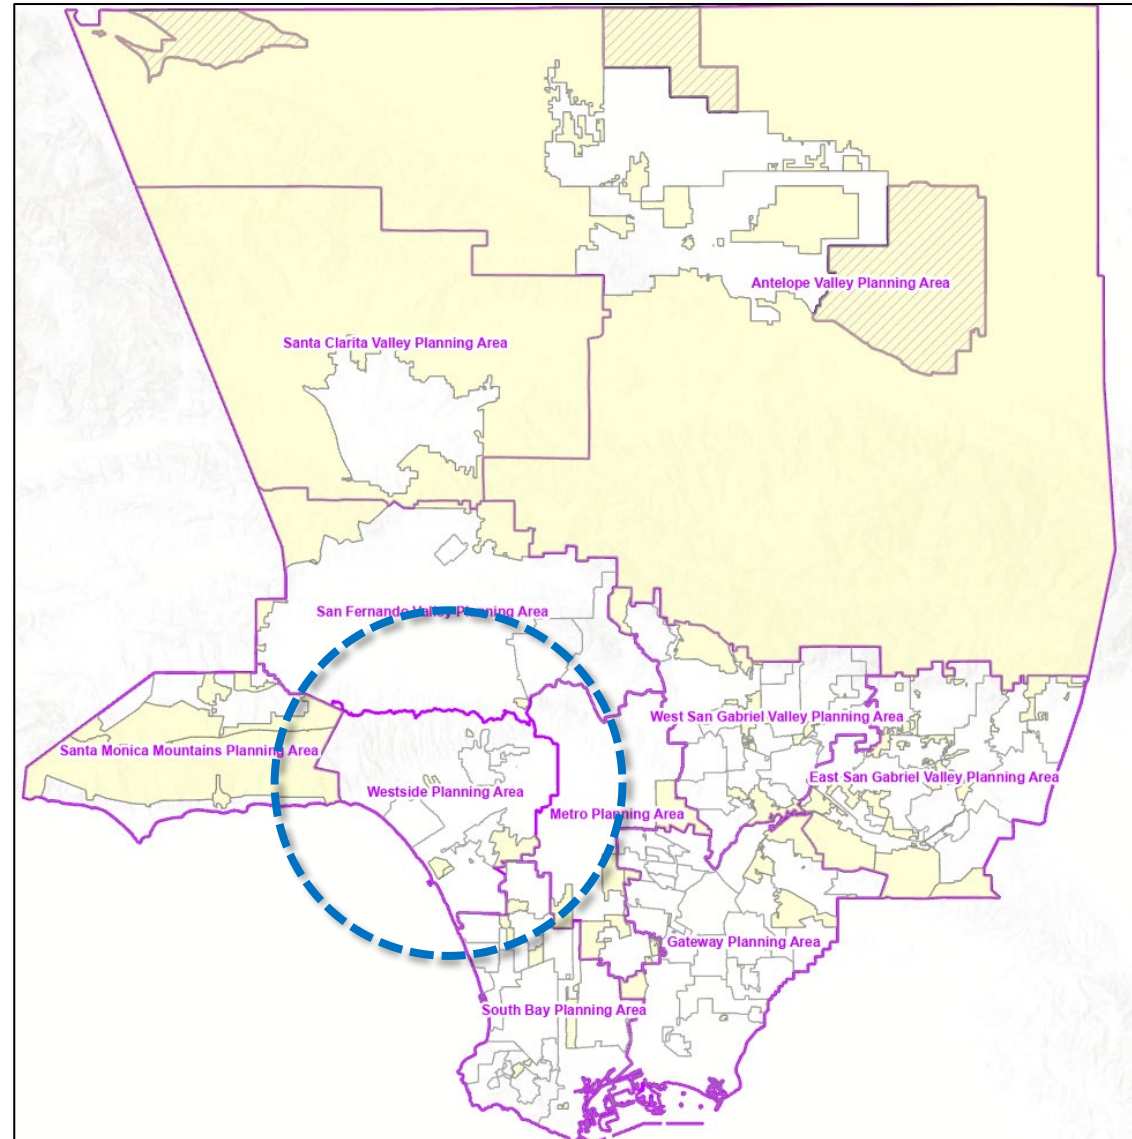 Antelope Valley Planning Area
Santa Clarita Valley Planning Area
San Fernando Valley Planning Area
West San Gabriel Valley Planning Area
Santa Monica Mountains Planning Area
East San Gabriel Valley Planning Area
Westside Planning Area
Metro Planning Area
Gateway Planning Area
South Bay Planning Area